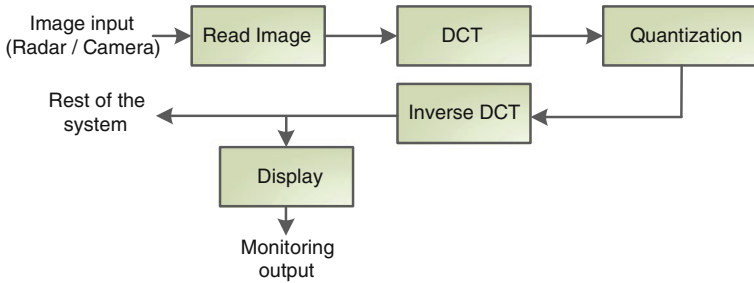 Image input
(Radar / Camera)
Read Image
DCT
Quantization
Rest of the
system
Inverse DCT
Display
Monitoring
output